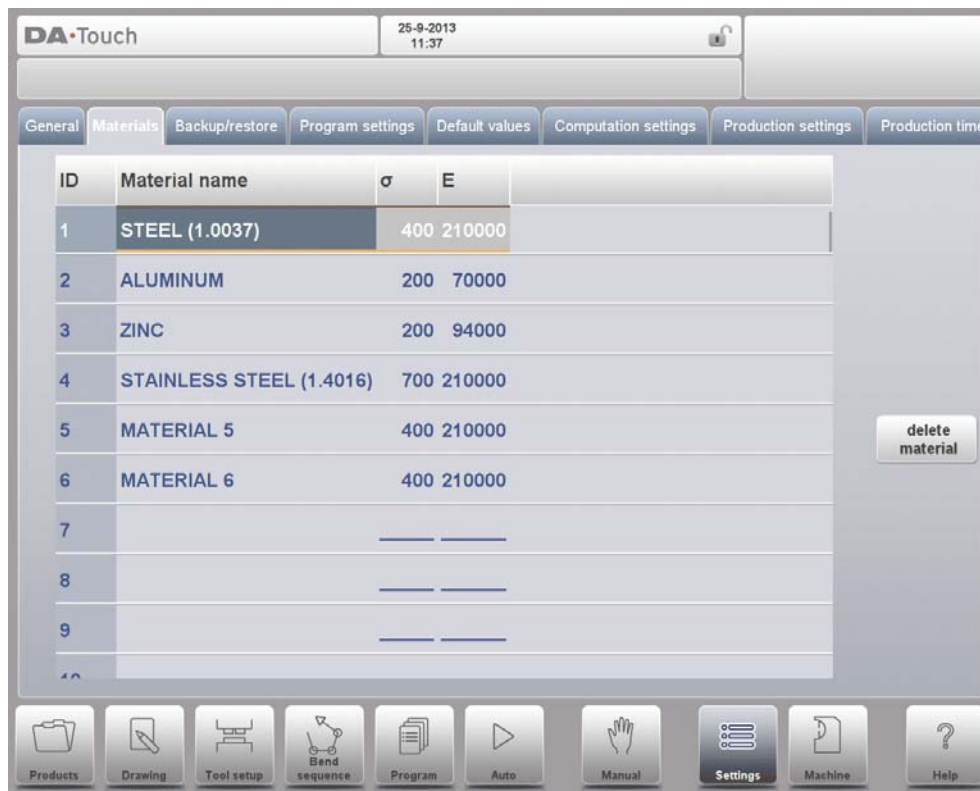 DA·Touch
25-9-2013
11:37
General Materials Backup/restore Program settings Default values Computation settings Production settings Production time
ID Material name σ E
1 STEEL (1.0037) 400 210000
2 ALUMINUM 200 70000
3 ZINC 200 94000
4 STAINLESS STEEL (1.4016) 700 210000
5 MATERIAL 5 400 210000
6 MATERIAL 6 400 210000
7
8
9
delete
material
Products Drawing Tool setup Bend sequence Program Auto Manual Settings Machine Help